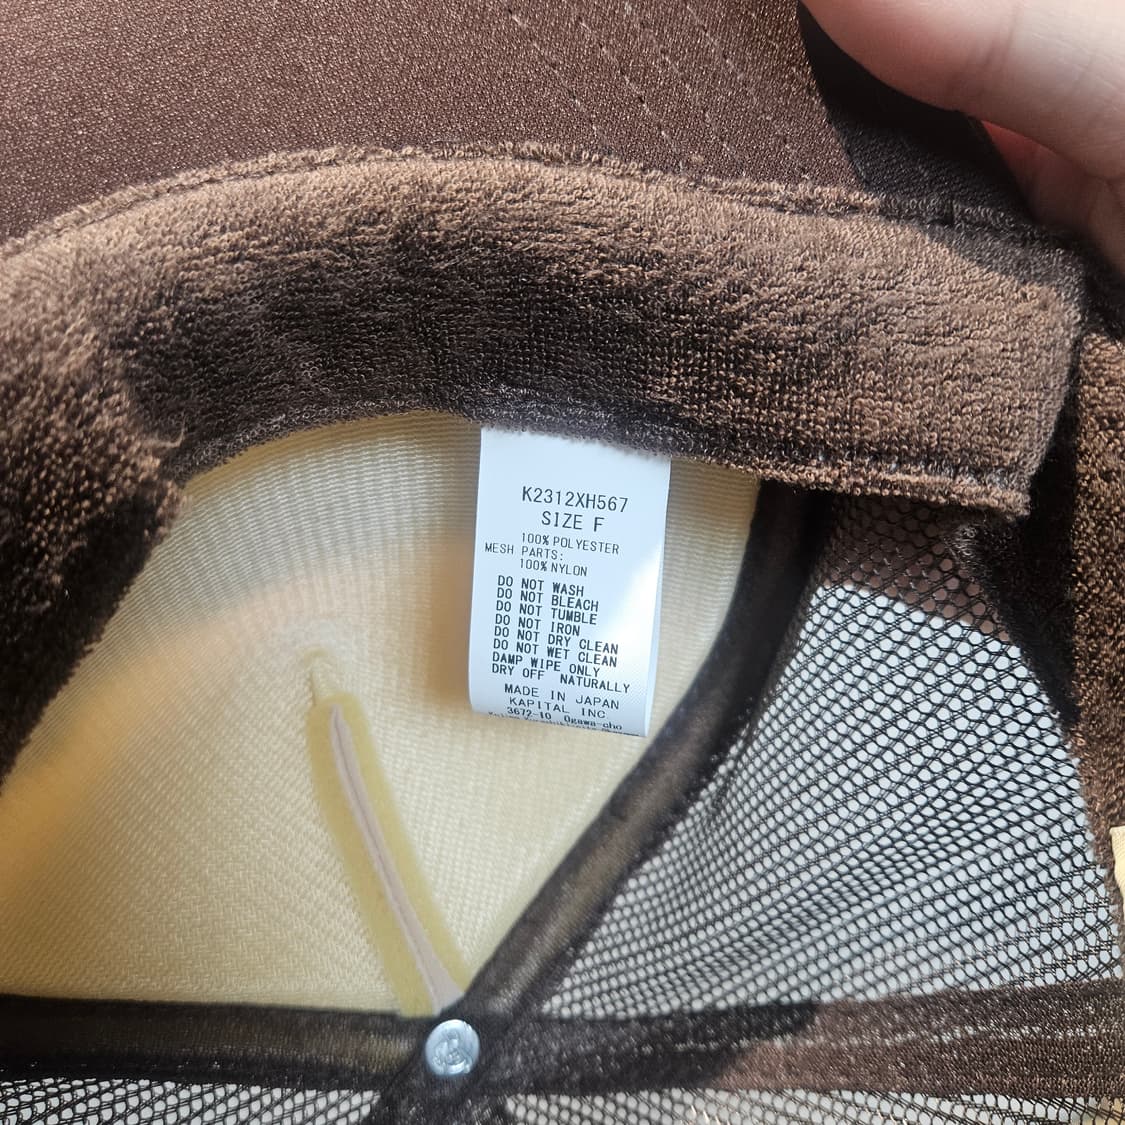 K2312XH567
SIZE F
100% POLYESTER
MESH PARTS:
100% NYLON
DO NOT WASH
DO NOT BLEACH
DO NOT TUMBLE
DO NOT IRON
DO NOT DRY CLEAN
DO NOT WET CLEAN
DAMP WIPE ONLY
DRY OFF NATURALLY
MADE IN JAPAN
KAPITAL INC
3672-10 Ogawa-cho